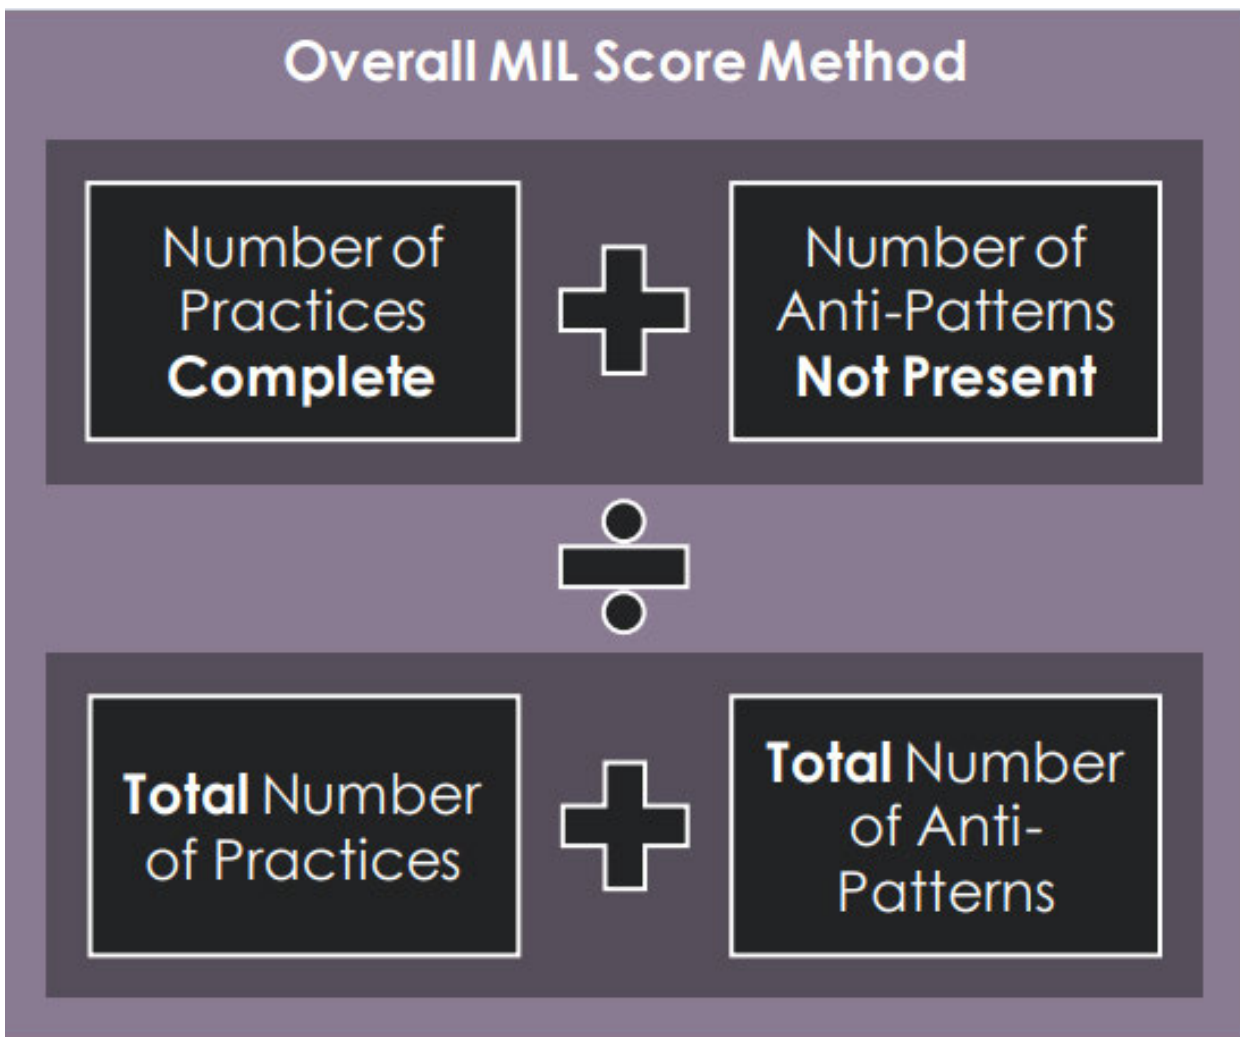 Overall MIL Score Method
Number of
Practices
Complete
Number of
Anti-Patterns
Not Present
Total Number
of Practices
Total Number
of Anti-
Patterns